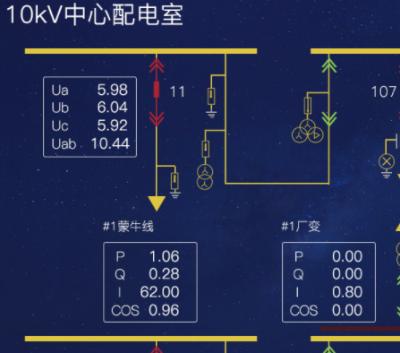 10kV中心配电室
Ua 5.98
Ub 6.04
Uc 5.92
Uab 10.44
11
107
#1蒙牛线
P 1.06
Q 0.28
I 62.00
COS 0.96
#1厂变
P 0.00
Q 0.00
I 0.80
COS 0.00